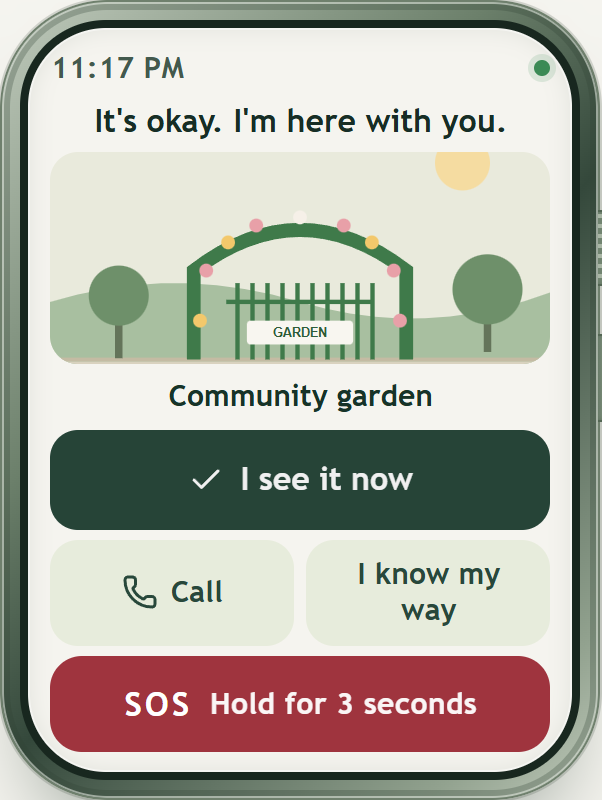 11:17 PM
It's okay. I'm here with you.
GARDEN
Community garden
I see it now
Call
I know my
way
SOS Hold for 3 seconds